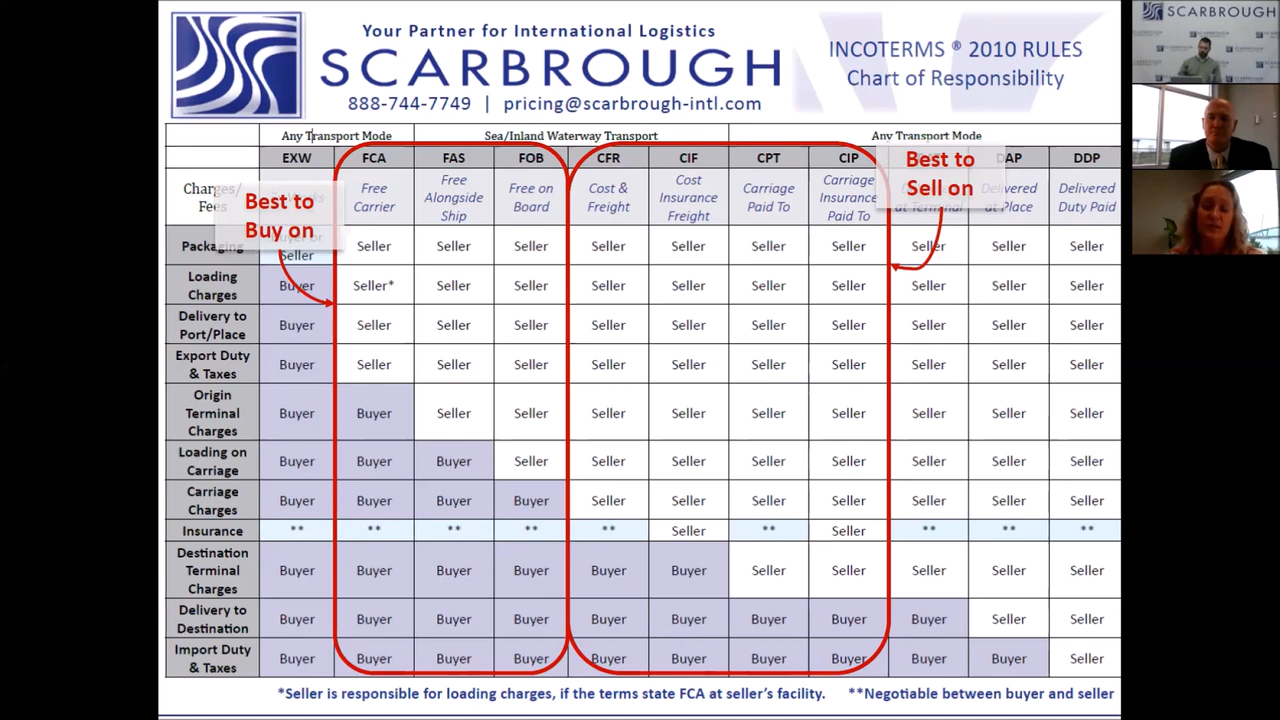 Your Partner for International Logistics
SCARBROUGH
888-744-7749 | pricing@scarbrough-intl.com
INCOTERMS ® 2010 RULES
Chart of Responsibility
SCARBROUGH
Any Transport Mode Sea/Inland Waterway Transport Any Transport Mode
EXW FCA FAS FOB CFR CIF CPT CIP DAP DDP
Charges/ Fees Free Carrier Free Alongside Ship Free on Board Cost & Freight Cost Insurance Freight Carriage Paid To Carriage Insurance Paid To at Terminal Delivered at Place Delivered Duty Paid
Best to
Buy on
Best to
Sell on
Packaging Buyer or Seller Seller Seller Seller Seller Seller Seller Seller Seller Seller Seller
Loading Charges Buyer Seller* Seller Seller Seller Seller Seller Seller Seller Seller Seller
Delivery to Port/Place Buyer Seller Seller Seller Seller Seller Seller Seller Seller Seller Seller
Export Duty & Taxes Buyer Seller Seller Seller Seller Seller Seller Seller Seller Seller Seller
Origin Terminal Charges Buyer Buyer Seller Seller Seller Seller Seller Seller Seller Seller Seller
Loading on Carriage Buyer Buyer Buyer Seller Seller Seller Seller Seller Seller Seller Seller
Carriage Charges Buyer Buyer Buyer Buyer Seller Seller Seller Seller Seller Seller Seller
Insurance ** ** ** ** ** Seller ** Seller ** ** **
Destination Terminal Charges Buyer Buyer Buyer Buyer Buyer Buyer Seller Seller Seller Seller Seller
Delivery to Destination Buyer Buyer Buyer Buyer Buyer Buyer Buyer Buyer Buyer Seller Seller
Import Duty & Taxes Buyer Buyer Buyer Buyer Buyer Buyer Buyer Buyer Buyer Buyer Seller
*Seller is responsible for loading charges, if the terms state FCA at seller's facility. **Negotiable between buyer and seller